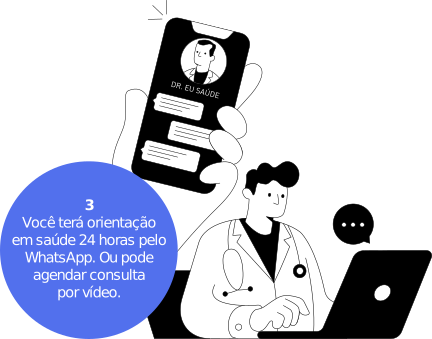 DR. EU SAÚDE
3
Você terá orientação
em saúde 24 horas pelo
WhatsApp. Ou pode
agendar consulta
por vídeo.